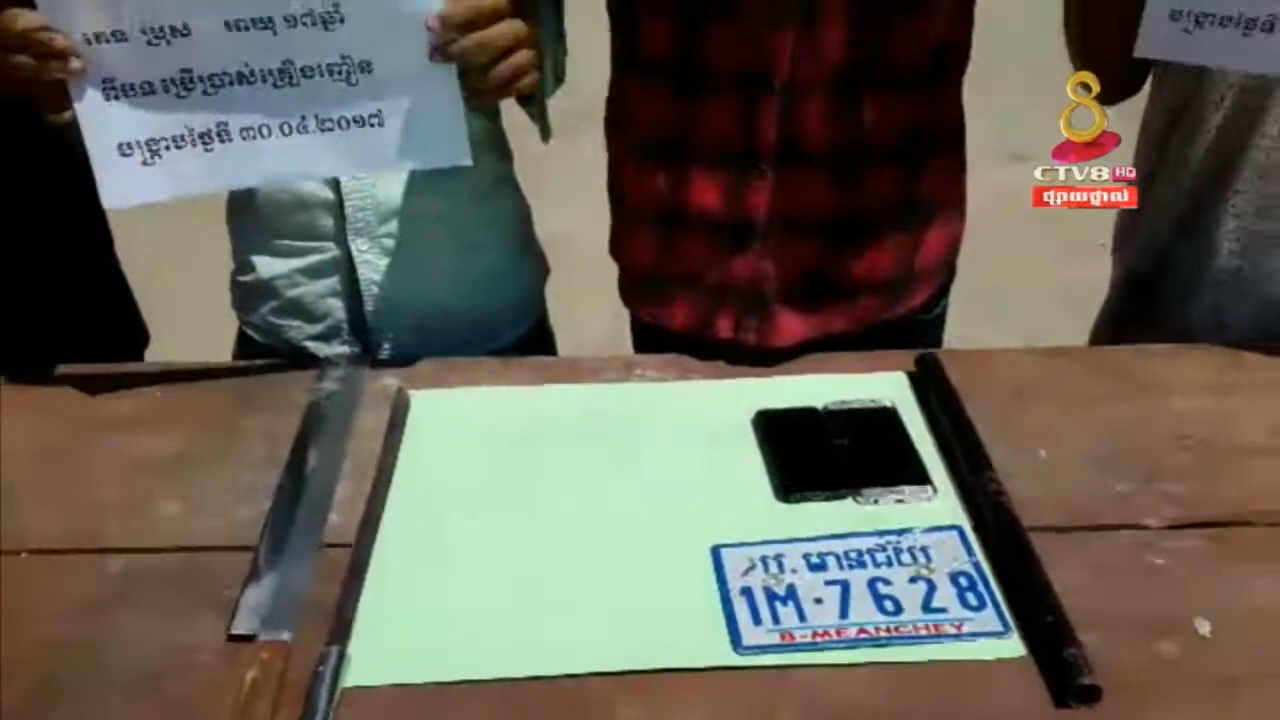 ភេទ ប្រុស អាយុ ១៧ឆ្នាំ
ពីបទប្រើប្រាស់គ្រឿងញៀន
បង្ក្រាបថ្ងៃទី ៣០.០៤.២០១៧
បង្ក្រាបថ្ងៃទី
8
CTV8 HD
ផ្សាយផ្ទាល់
ប.មានជ័យ
1M·7628
B-MEANCHEY